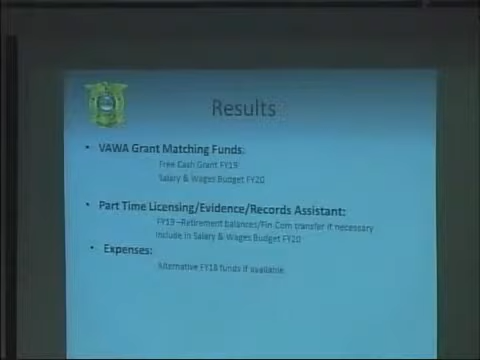 Results
• VAWA Grant Matching Funds:
Free Cash Grant FY19
Salary & Wages Budget FY20
• Part Time Licensing/Evidence/Records Assistant:
FY19 –Retirement balances/Fin Com transfer if necessary
Include in Salary & Wages Budget FY20
• Expenses:
Alternative FY18 funds if available